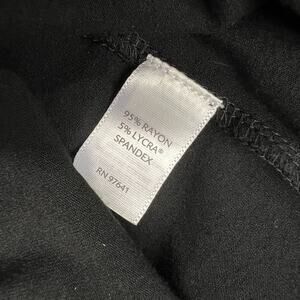 95% RAYON
5% LYCRA®
SPANDEX
RN 97641